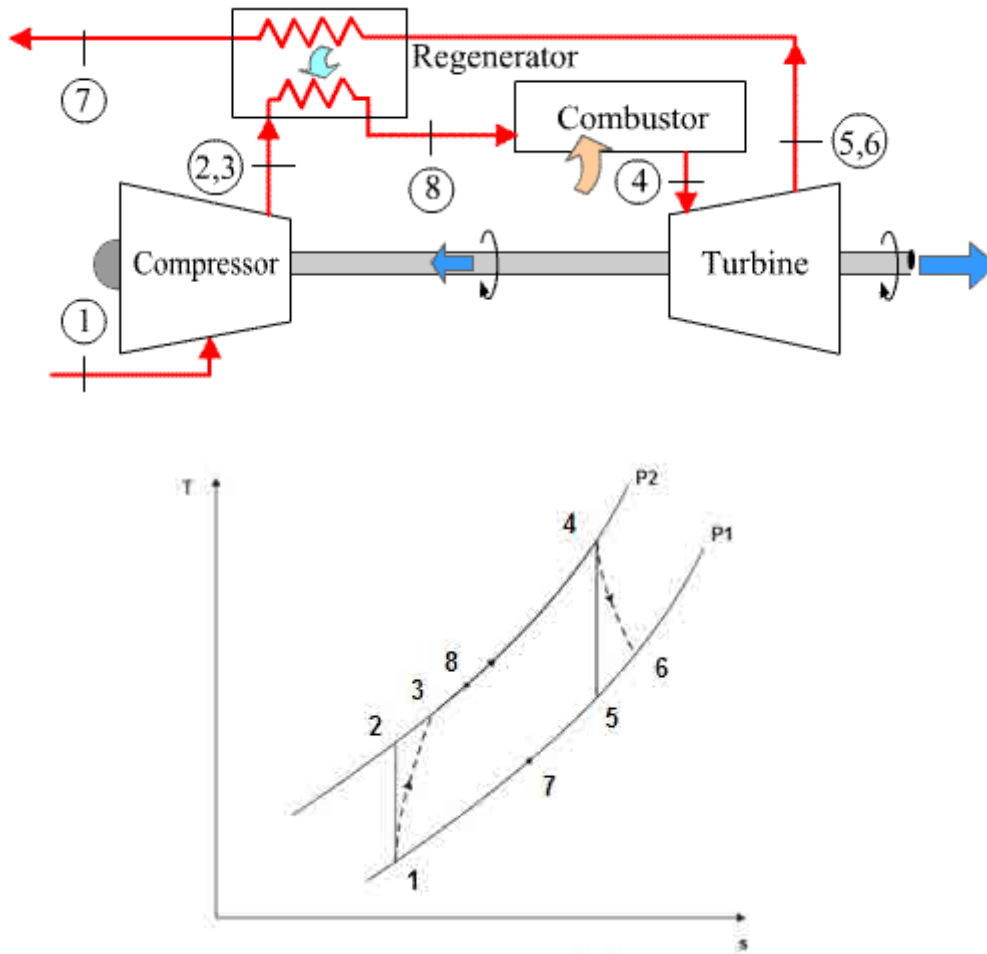 Regenerator
7
Combustor
2,3
8
4
5,6
Compressor
Turbine
1
T
P2
4
P1
8
3
6
2
5
7
1
s